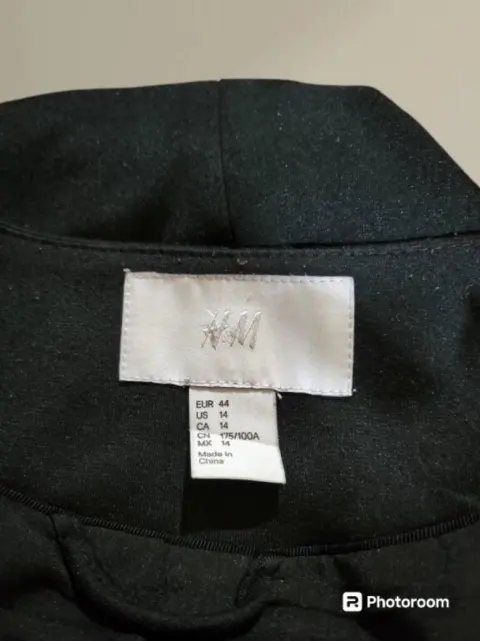 H&M
EUR 44
US 14
CA 14
CN 175/100A
MX 14
Made in
China
Photoroom